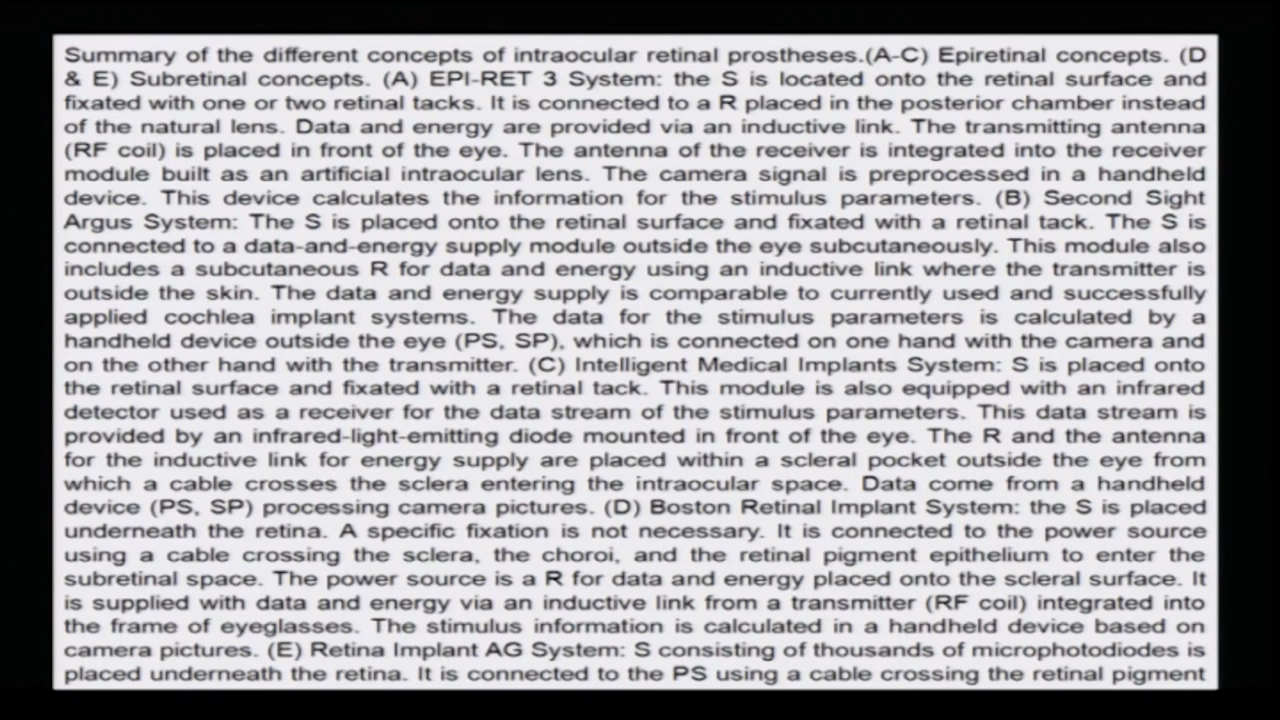 Summary of the different concepts of intraocular retinal prostheses.(A-C) Epiretinal concepts. (D
& E) Subretinal concepts. (A) EPI-RET 3 System: the S is located onto the retinal surface and
fixated with one or two retinal tacks. It is connected to a R placed in the posterior chamber instead
of the natural lens. Data and energy are provided via an inductive link. The transmitting antenna
(RF coil) is placed in front of the eye. The antenna of the receiver is integrated into the receiver
module built as an artificial intraocular lens. The camera signal is preprocessed in a handheld
device. This device calculates the information for the stimulus parameters. (B) Second Sight
Argus System: The S is placed onto the retinal surface and fixated with a retinal tack. The S is
connected to a data-and-energy supply module outside the eye subcutaneously. This module also
includes a subcutaneous R for data and energy using an inductive link where the transmitter is
outside the skin. The data and energy supply is comparable to currently used and successfully
applied cochlea implant systems. The data for the stimulus parameters is calculated by a
handheld device outside the eye (PS, SP), which is connected on one hand with the camera and
on the other hand with the transmitter. (C) Intelligent Medical Implants System: S is placed onto
the retinal surface and fixated with a retinal tack. This module is also equipped with an infrared
detector used as a receiver for the data stream of the stimulus parameters. This data stream is
provided by an infrared-light-emitting diode mounted in front of the eye. The R and the antenna
for the inductive link for energy supply are placed within a scleral pocket outside the eye from
which a cable crosses the sclera entering the intraocular space. Data come from a handheld
device (PS, SP) processing camera pictures. (D) Boston Retinal Implant System: the S is placed
underneath the retina. A specific fixation is not necessary. It is connected to the power source
using a cable crossing the sclera, the choroi, and the retinal pigment epithelium to enter the
subretinal space. The power source is a R for data and energy placed onto the scleral surface. It
is supplied with data and energy via an inductive link from a transmitter (RF coil) integrated into
the frame of eyeglasses. The stimulus information is calculated in a handheld device based on
camera pictures. (E) Retina Implant AG System: S consisting of thousands of microphotodiodes is
placed underneath the retina. It is connected to the PS using a cable crossing the retinal pigment